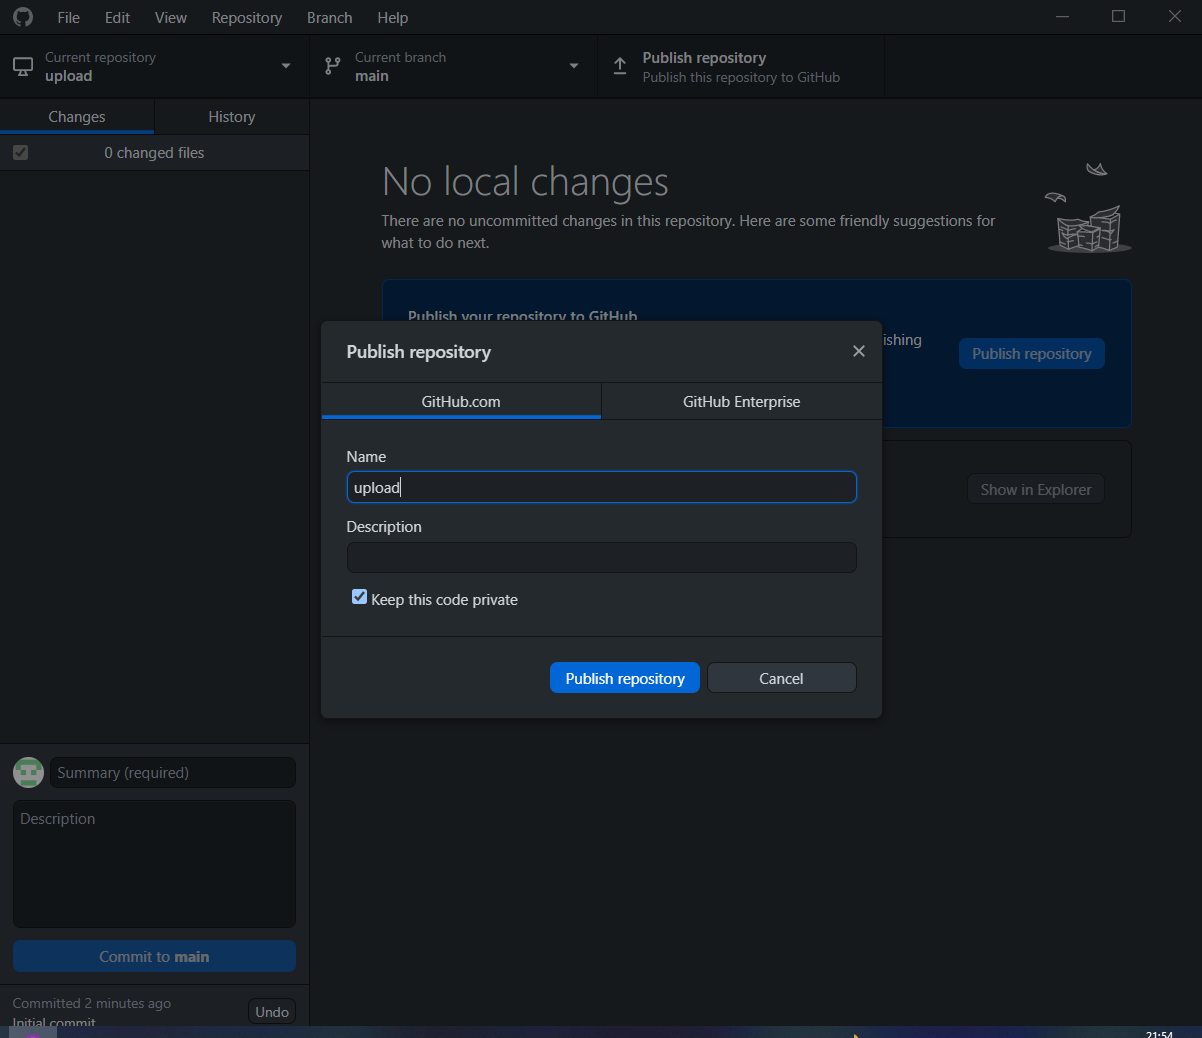 File Edit View Repository Branch Help
Current repository
upload
Current branch
main
Publish repository
Publish this repository to GitHub
Changes
History
0 changed files
No local changes
There are no uncommitted changes in this repository. Here are some friendly suggestions for
what to do next.
Publish your repository to GitHub
ishing
Publish repository
Show in Explorer
Publish repository
GitHub.com
GitHub Enterprise
Name
upload
Description
Keep this code private
Publish repository
Cancel
Summary (required)
Description
Commit to main
Committed 2 minutes ago
Initial commit
Undo
21:54